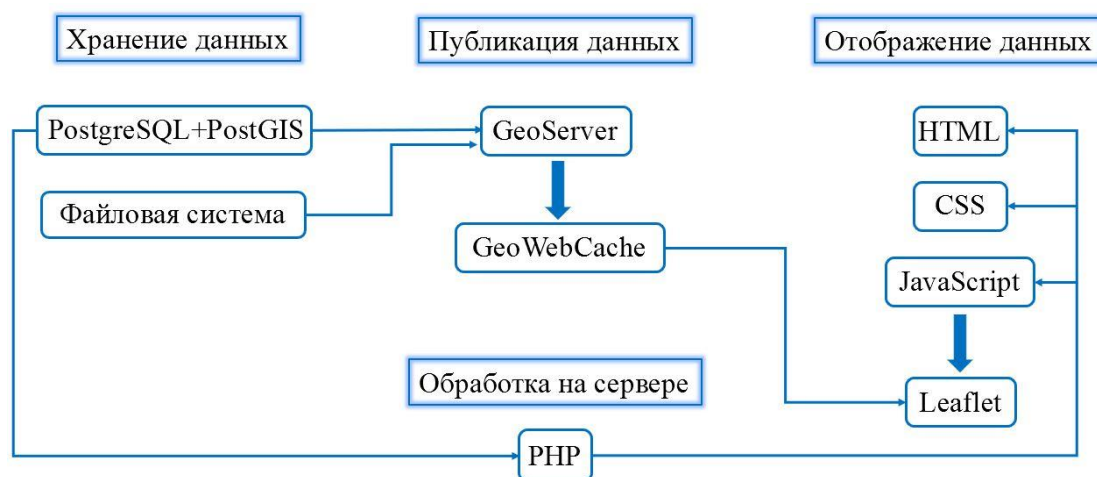 Хранение данных
Публикация данных
Отображение данных
PostgreSQL+PostGIS
GeoServer
HTML
Файловая система
CSS
GeoWebCache
JavaScript
Обработка на сервере
Leaflet
PHP